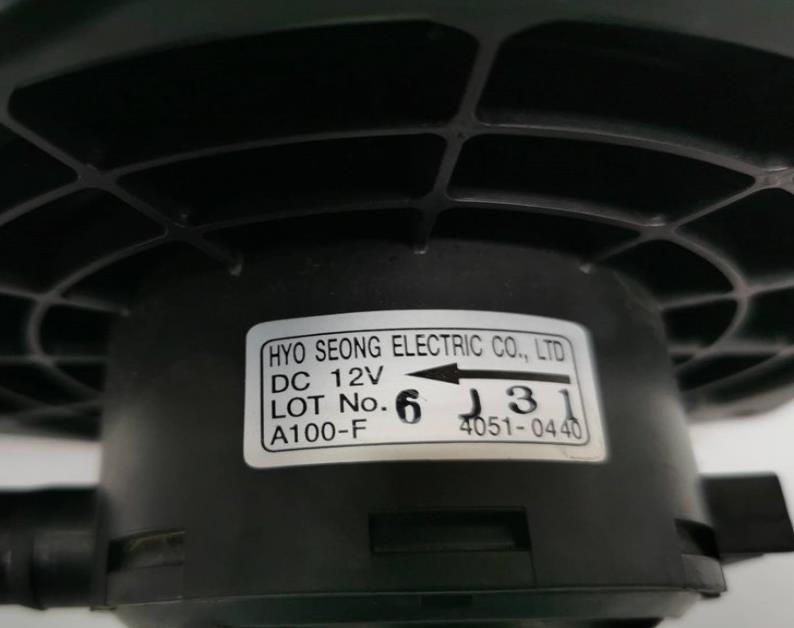 HYO SEONG ELECTRIC CO., LTD
DC 12V
LOT No. 6 J 3 1
A100-F 4051-0440